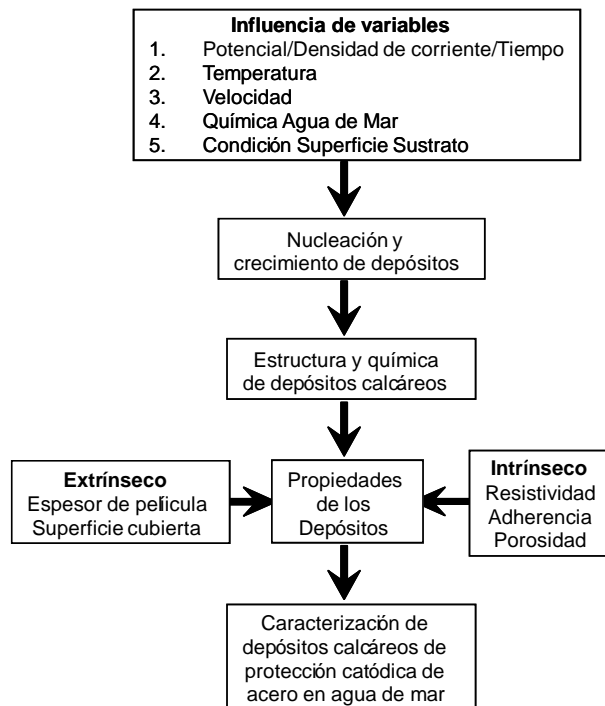 Influencia de variables
1. Potencial/Densidad de corriente/Tiempo
2. Temperatura
3. Velocidad
4. Química Agua de Mar
5. Condición Superficie Sustrato
Nucleación y
crecimiento de depósitos
Estructura y química
de depósitos calcáreos
Extrínseco
Espesor de película
Superficie cubierta
Propiedades
de los
Depósitos
Intrínseco
Resistividad
Adherencia
Porosidad
Caracterización de
depósitos calcáreos de
protección catódica de
acero en agua de mar